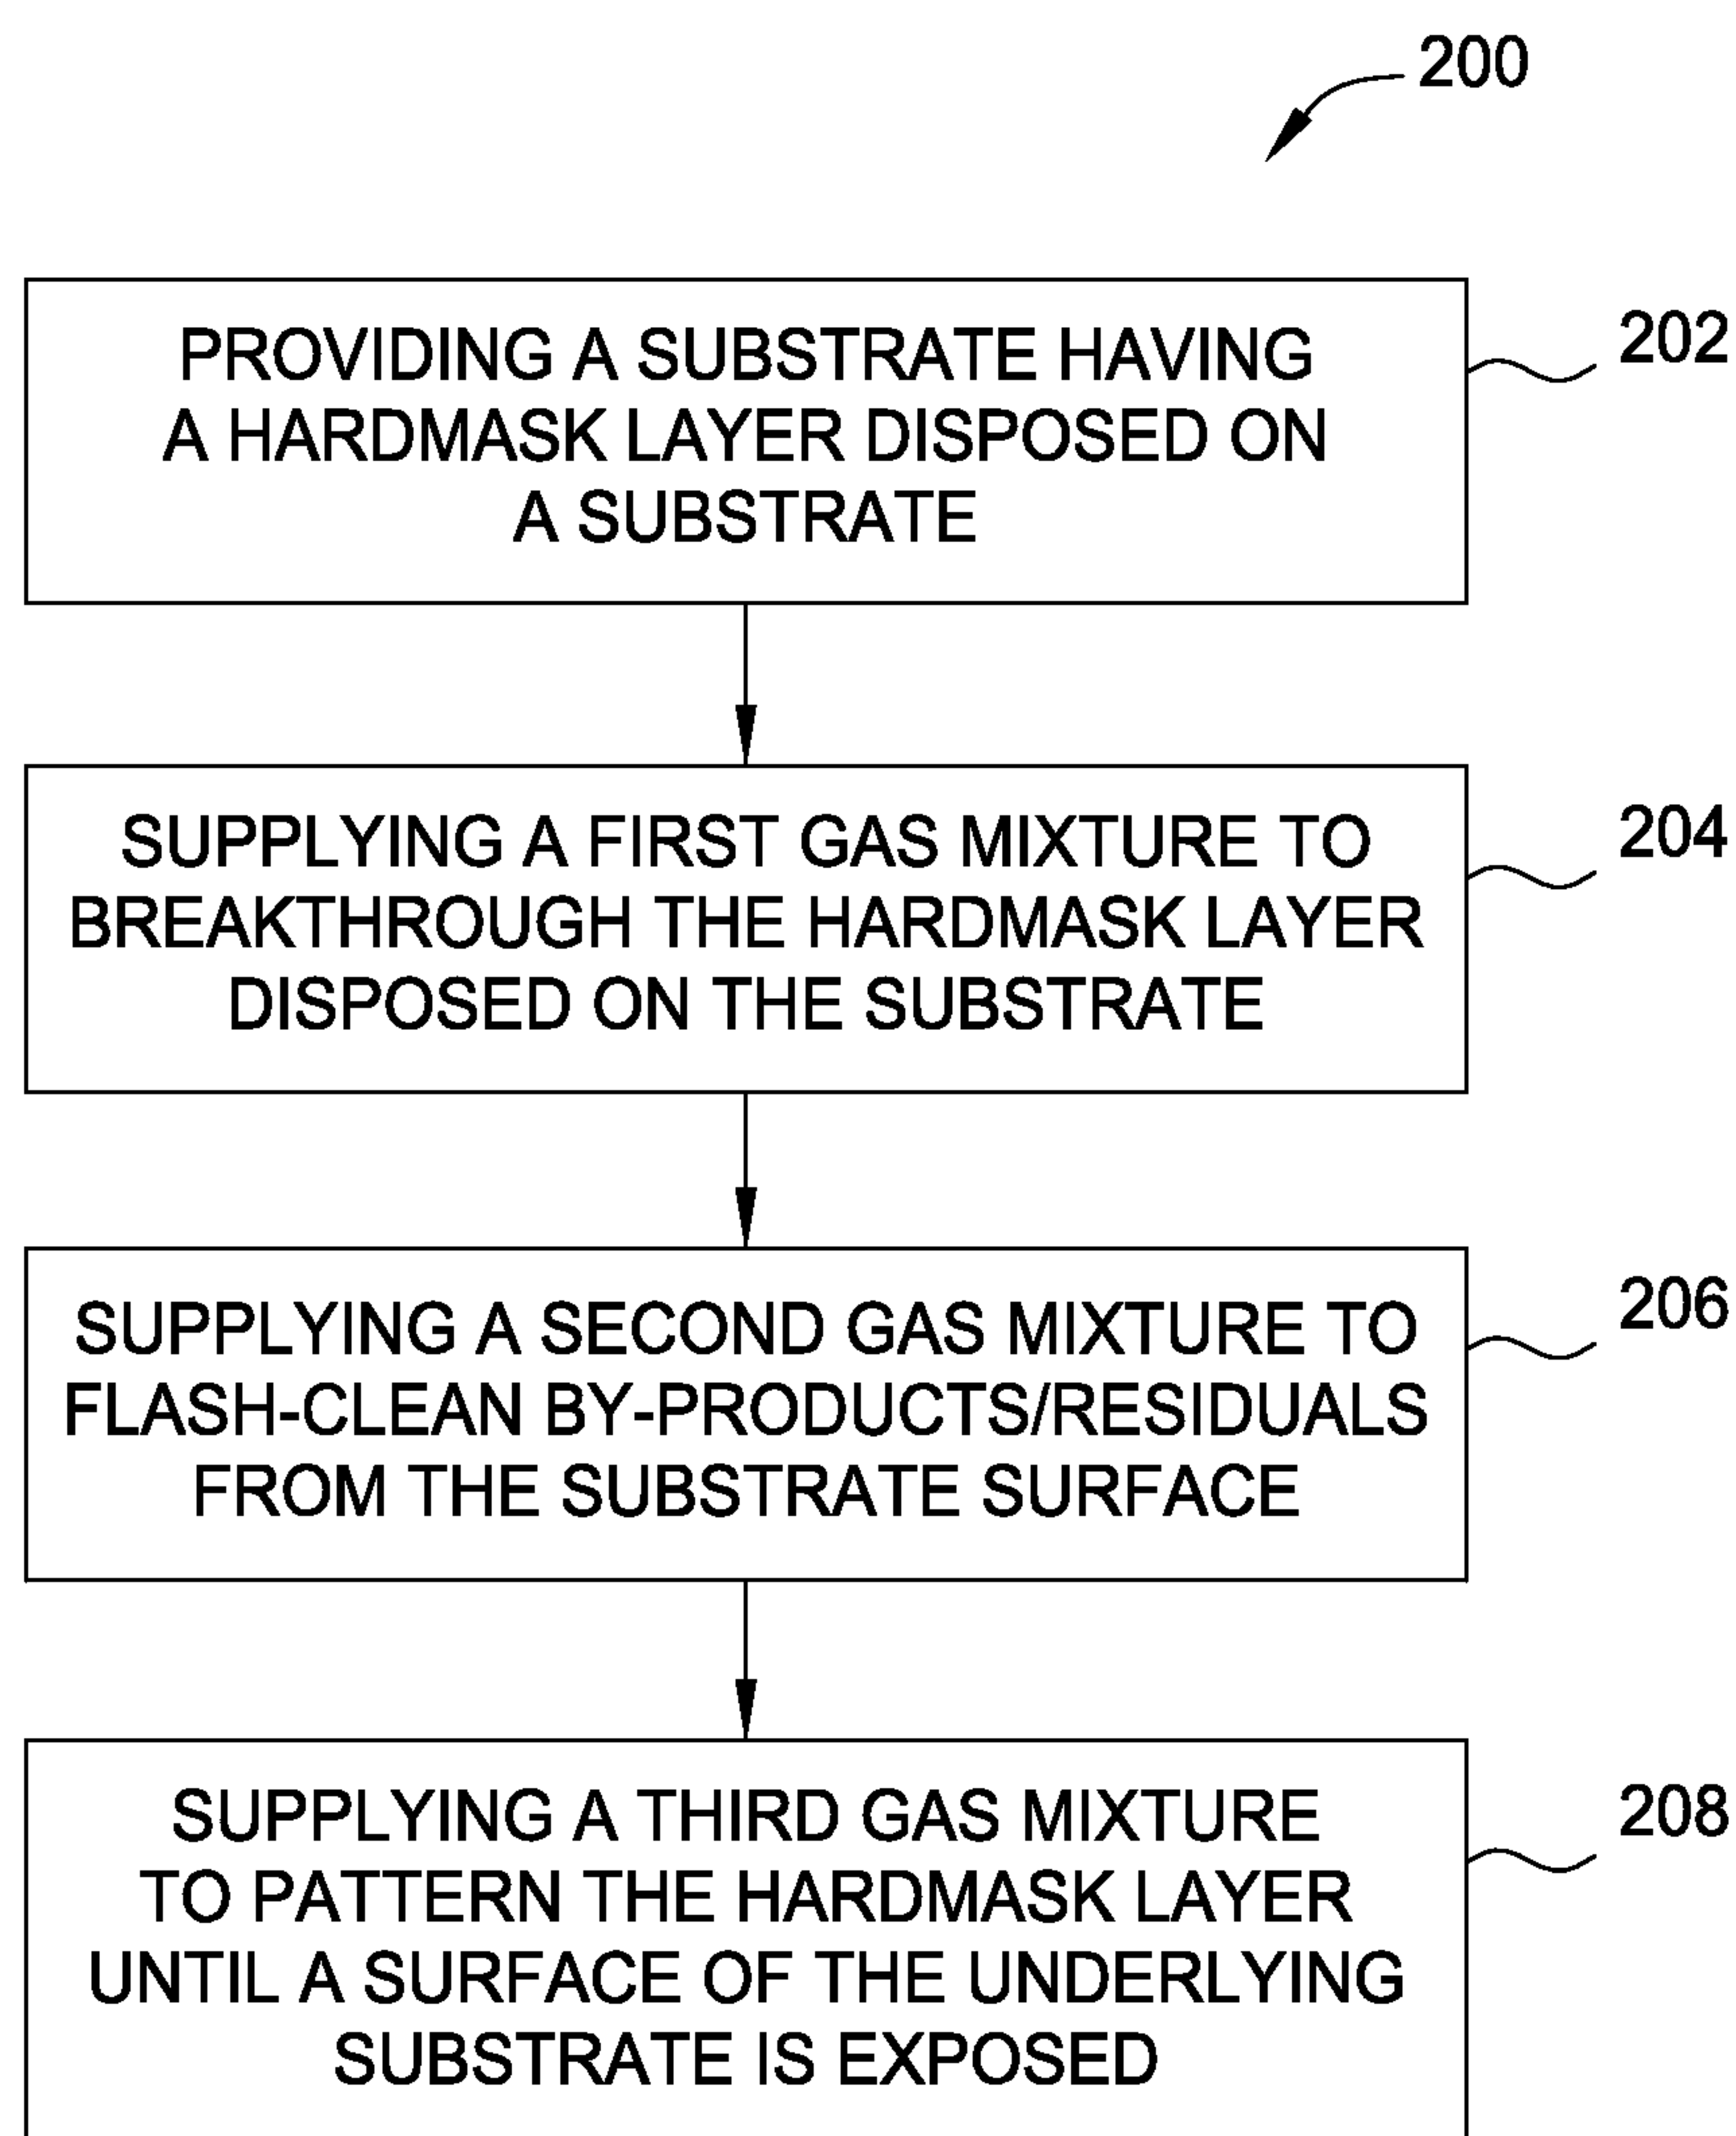 200
PROVIDING A SUBSTRATE HAVING
A HARDMASK LAYER DISPOSED ON
A SUBSTRATE
202
SUPPLYING A FIRST GAS MIXTURE TO
BREAKTHROUGH THE HARDMASK LAYER
DISPOSED ON THE SUBSTRATE
204
SUPPLYING A SECOND GAS MIXTURE TO
FLASH-CLEAN BY-PRODUCTS/RESIDUALS
FROM THE SUBSTRATE SURFACE
206
SUPPLYING A THIRD GAS MIXTURE
TO PATTERN THE HARDMASK LAYER
UNTIL A SURFACE OF THE UNDERLYING
SUBSTRATE IS EXPOSED
208